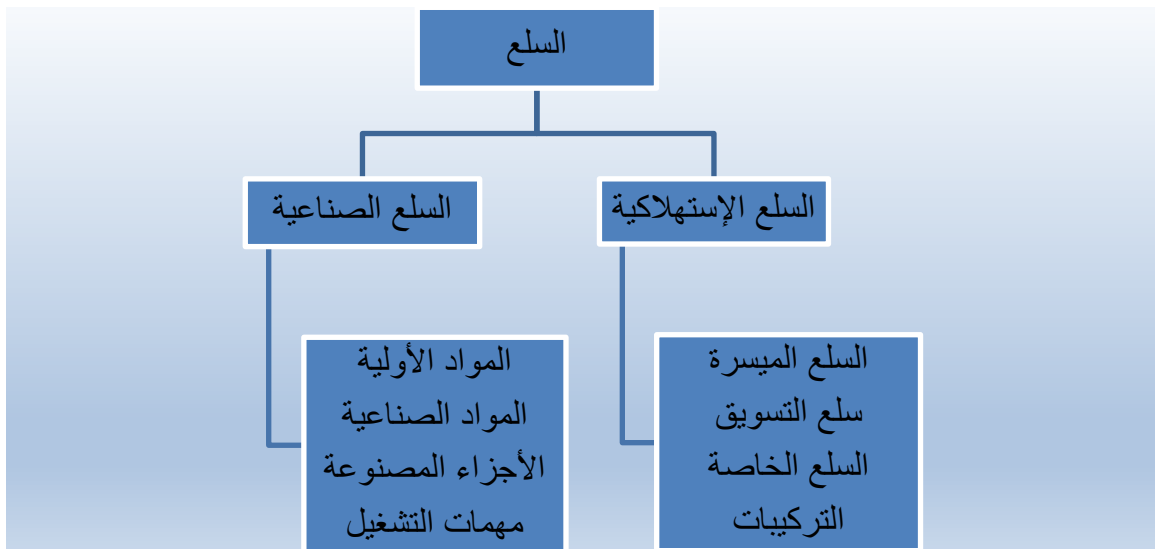 السلع
السلع الإستهلاكية
السلع الصناعية
السلع الميسرة
سلع التسويق
السلع الخاصة
التركيبات
المواد الأولية
المواد الصناعية
الأجزاء المصنوعة
مهمات التشغيل